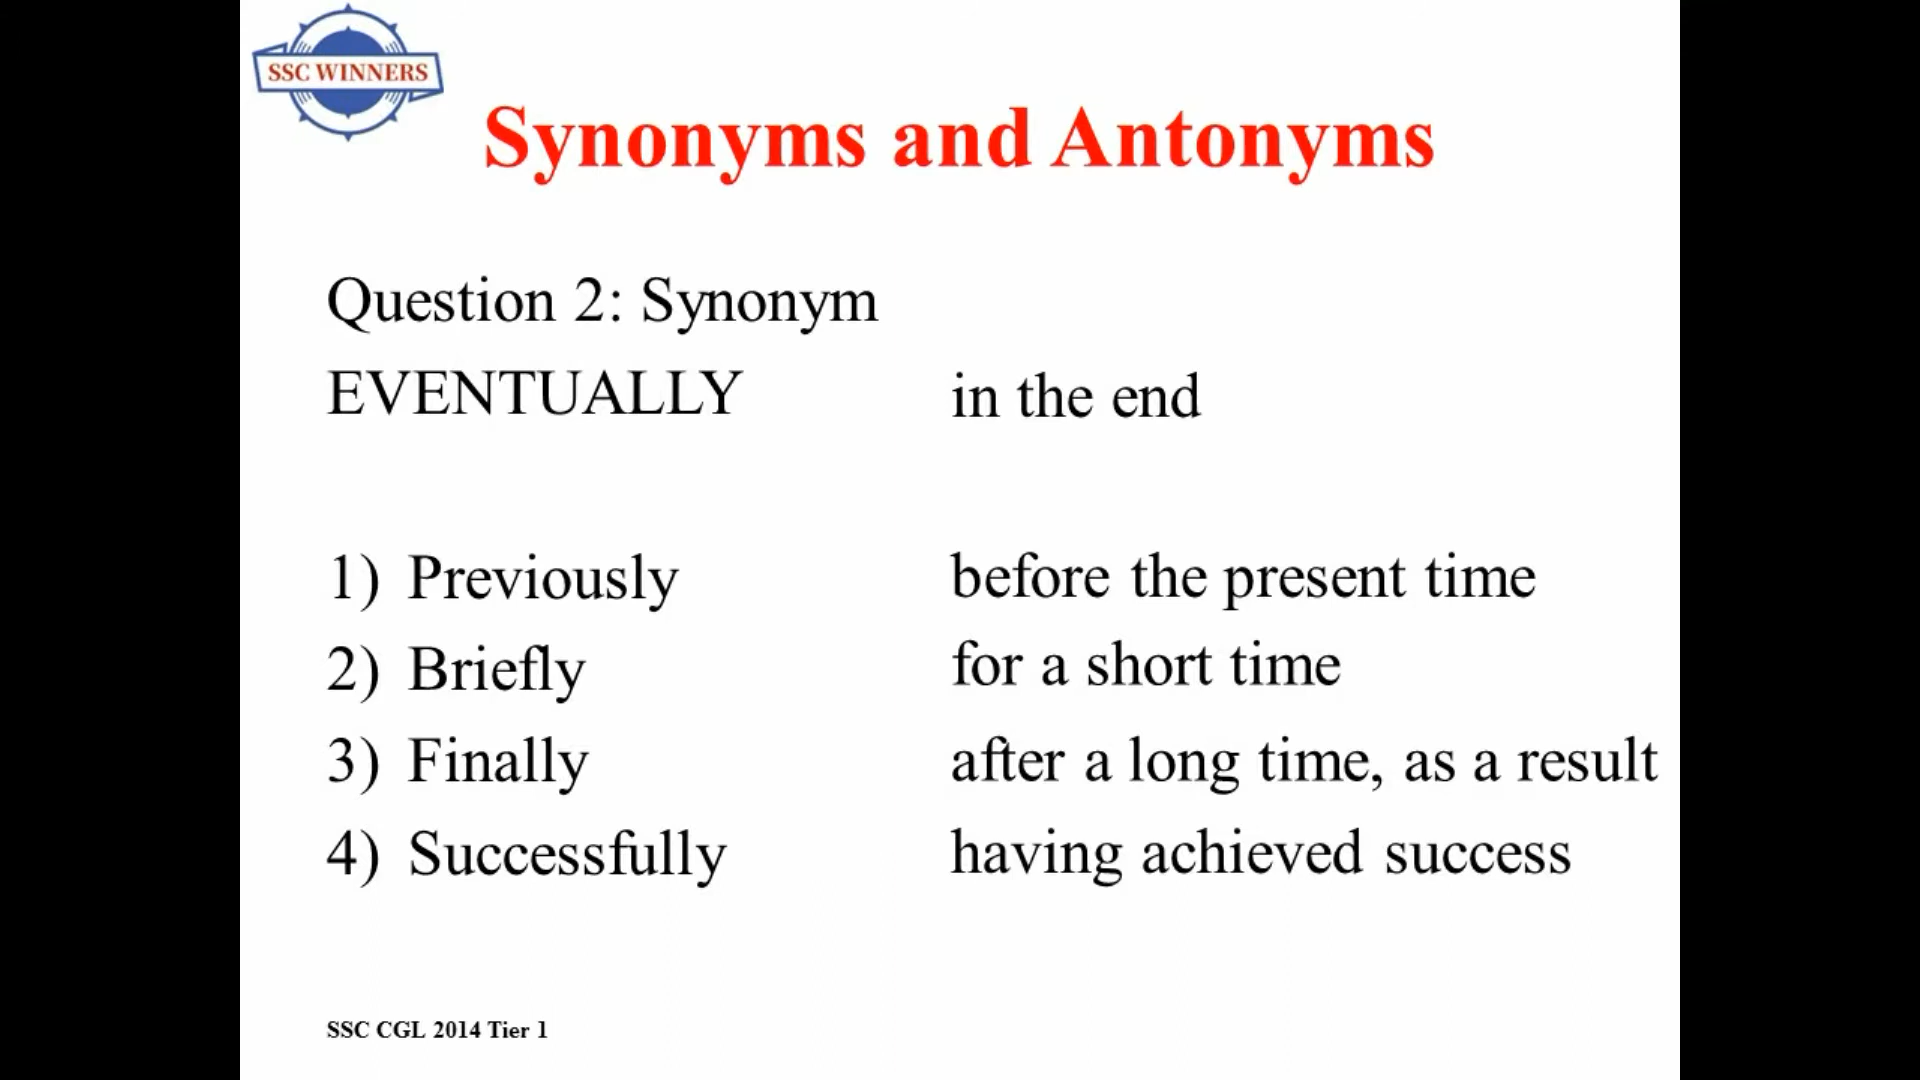 SSC WINNERS
Synonyms and Antonyms
Question 2: Synonym
EVENTUALLY in the end
1) Previously before the present time
2) Briefly for a short time
3) Finally after a long time, as a result
4) Successfully having achieved success
SSC CGL 2014 Tier 1